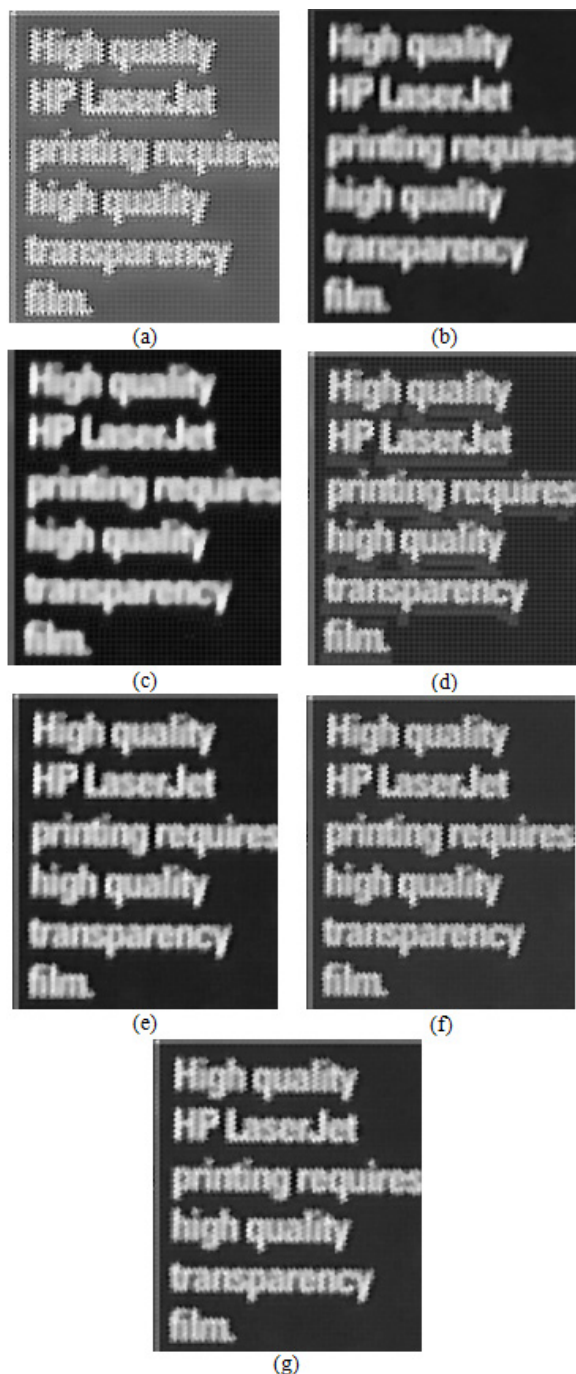 High quality
HP LaserJet
printing requires
high quality
transparency
film.
(a)
High quality
HP LaserJet
printing requires
high quality
transparency
film.
(b)
High quality
HP LaserJet
printing requires
high quality
transparency
film.
(c)
High quality
HP LaserJet
printing requires
high quality
transparency
film.
(d)
High quality
HP LaserJet
printing requires
high quality
transparency
film.
(e)
High quality
HP LaserJet
printing requires
high quality
transparency
film.
(f)
High quality
HP LaserJet
printing requires
high quality
transparency
film.
(g)